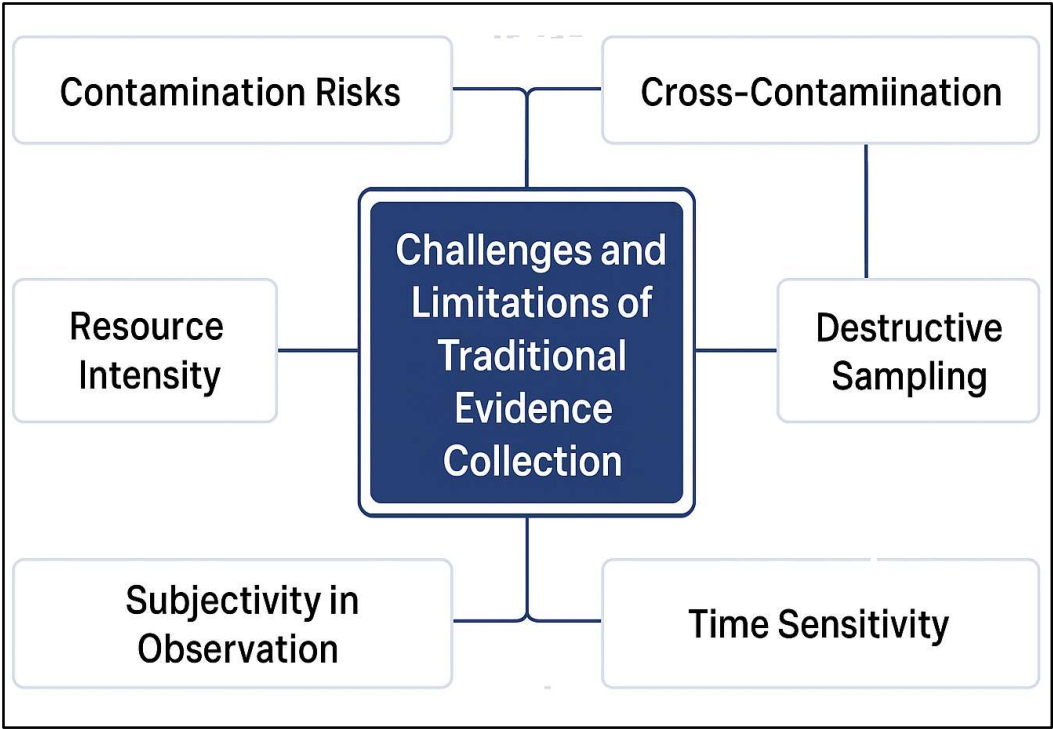 Contamination Risks
Cross-Contamiination
Challenges and
Limitations of
Traditional
Evidence
Collection
Resource
Intensity
Destructive
Sampling
Subjectivity in
Observation
Time Sensitivity